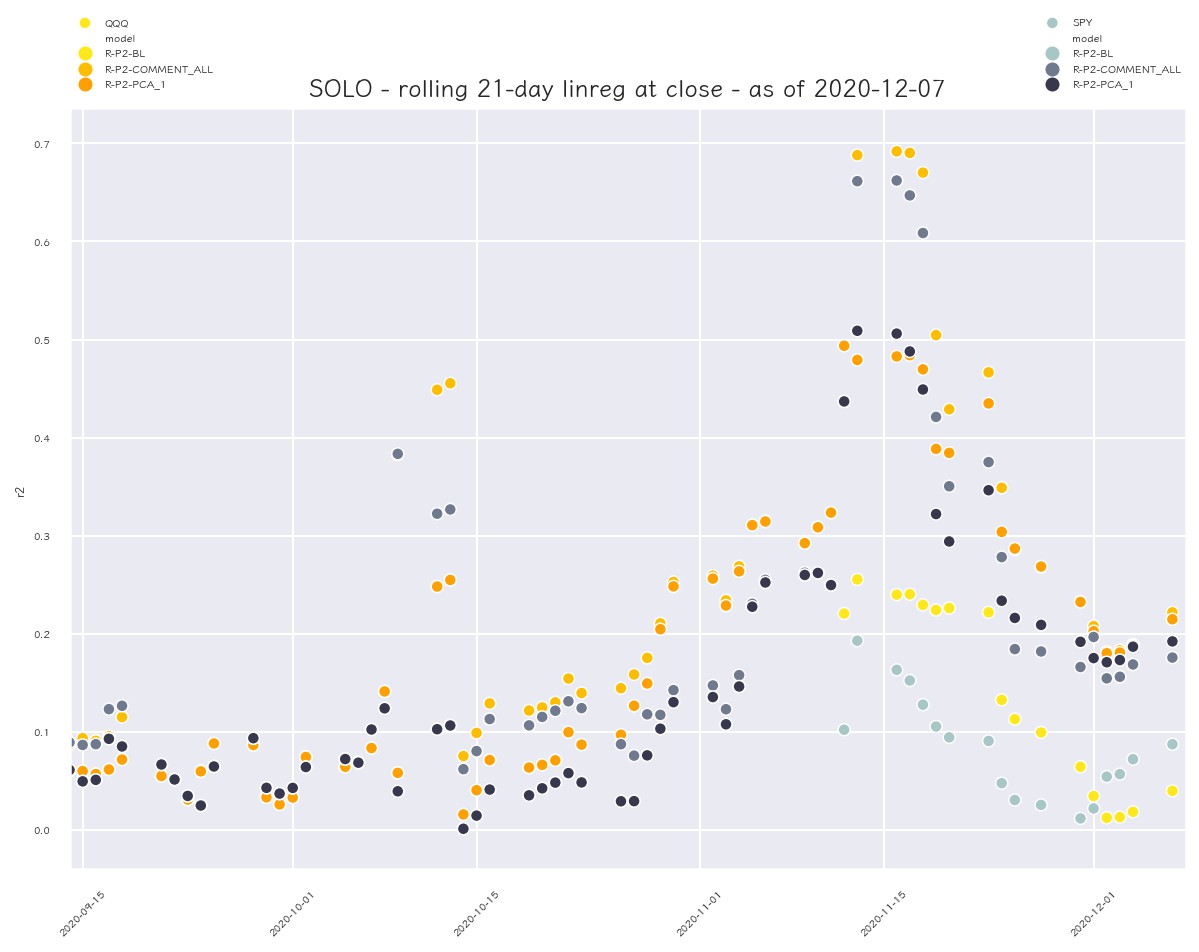 QQQ
model
R-P2-BL
R-P2-COMMENT_ALL
R-P2-PCA_1
SPY
model
R-P2-BL
R-P2-COMMENT_ALL
R-P2-PCA_1
SOLO - rolling 21-day linreg at close - as of 2020-12-07
0.7
0.6
0.5
0.4
0.3
0.2
0.1
0.0
r2
2020-09-15
2020-10-01
2020-10-15
2020-11-01
2020-11-15
2020-12-01